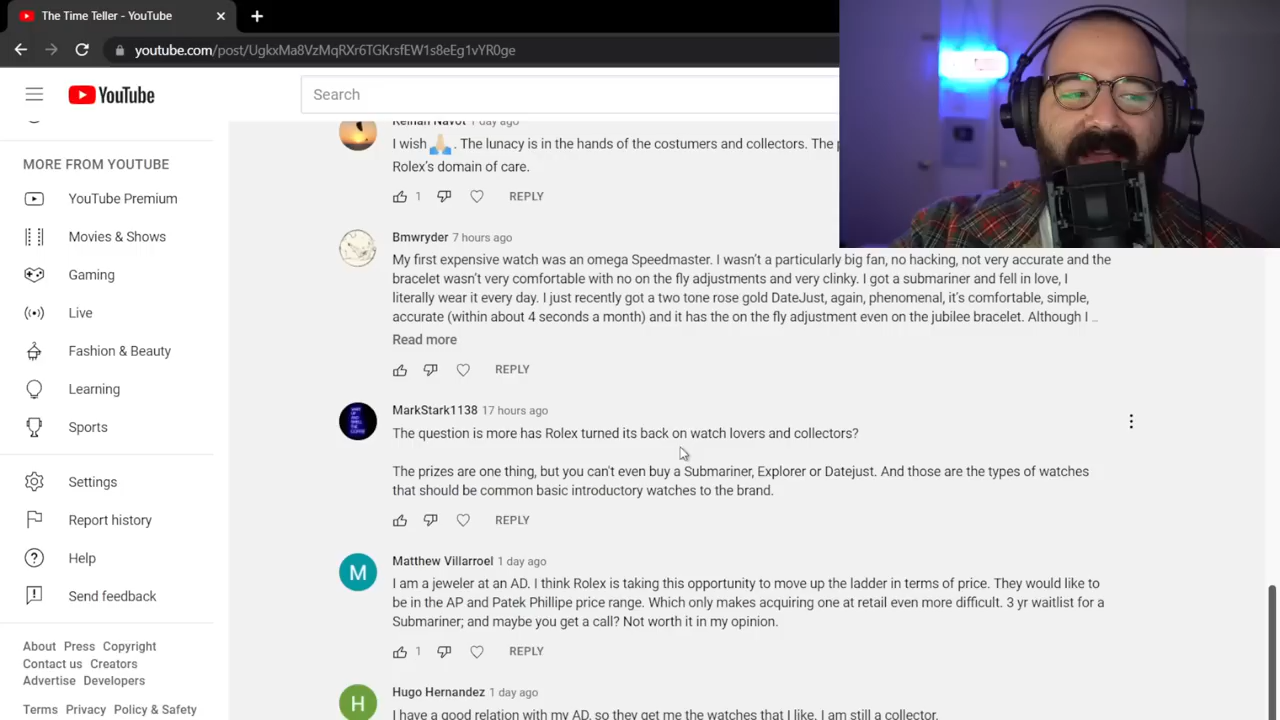 The Time Teller - YouTube
youtube.com/post/UgkxMa8VzMqRXr6TGKrsfEW1s8eEg1vYR0ge
YouTube
Search
MORE FROM YOUTUBE
YouTube Premium
Movies & Shows
Gaming
Live
Fashion & Beauty
Learning
Sports
Settings
Report history
Help
Send feedback
About Press Copyright
Contact us Creators
Advertise Developers
Terms Privacy Policy & Safety
Keinan Navot 1 day ago
I wish 🙏🏻. The lunacy is in the hands of the costumers and collectors. The
Rolex's domain of care.
1 REPLY
Bmwryder 7 hours ago
My first expensive watch was an omega Speedmaster. I wasn't a particularly big fan, no hacking, not very accurate and the
bracelet wasn't very comfortable with no on the fly adjustments and very clinky. I got a submariner and fell in love, I
literally wear it every day. I just recently got a two tone rose gold DateJust, again, phenomenal, it's comfortable, simple,
accurate (within about 4 seconds a month) and it has the on the fly adjustment even on the jubilee bracelet. Although I ...
Read more
REPLY
MarkStark1138 17 hours ago
The question is more has Rolex turned its back on watch lovers and collectors?
The prizes are one thing, but you can't even buy a Submariner, Explorer or Datejust. And those are the types of watches
that should be common basic introductory watches to the brand.
REPLY
M
Matthew Villarroel 1 day ago
I am a jeweler at an AD. I think Rolex is taking this opportunity to move up the ladder in terms of price. They would like to
be in the AP and Patek Phillipe price range. Which only makes acquiring one at retail even more difficult. 3 yr waitlist for a
Submariner; and maybe you get a call? Not worth it in my opinion.
1 REPLY
H
Hugo Hernandez 1 day ago
I have a good relation with my AD, so they get me the watches that I like. I am still a collector.